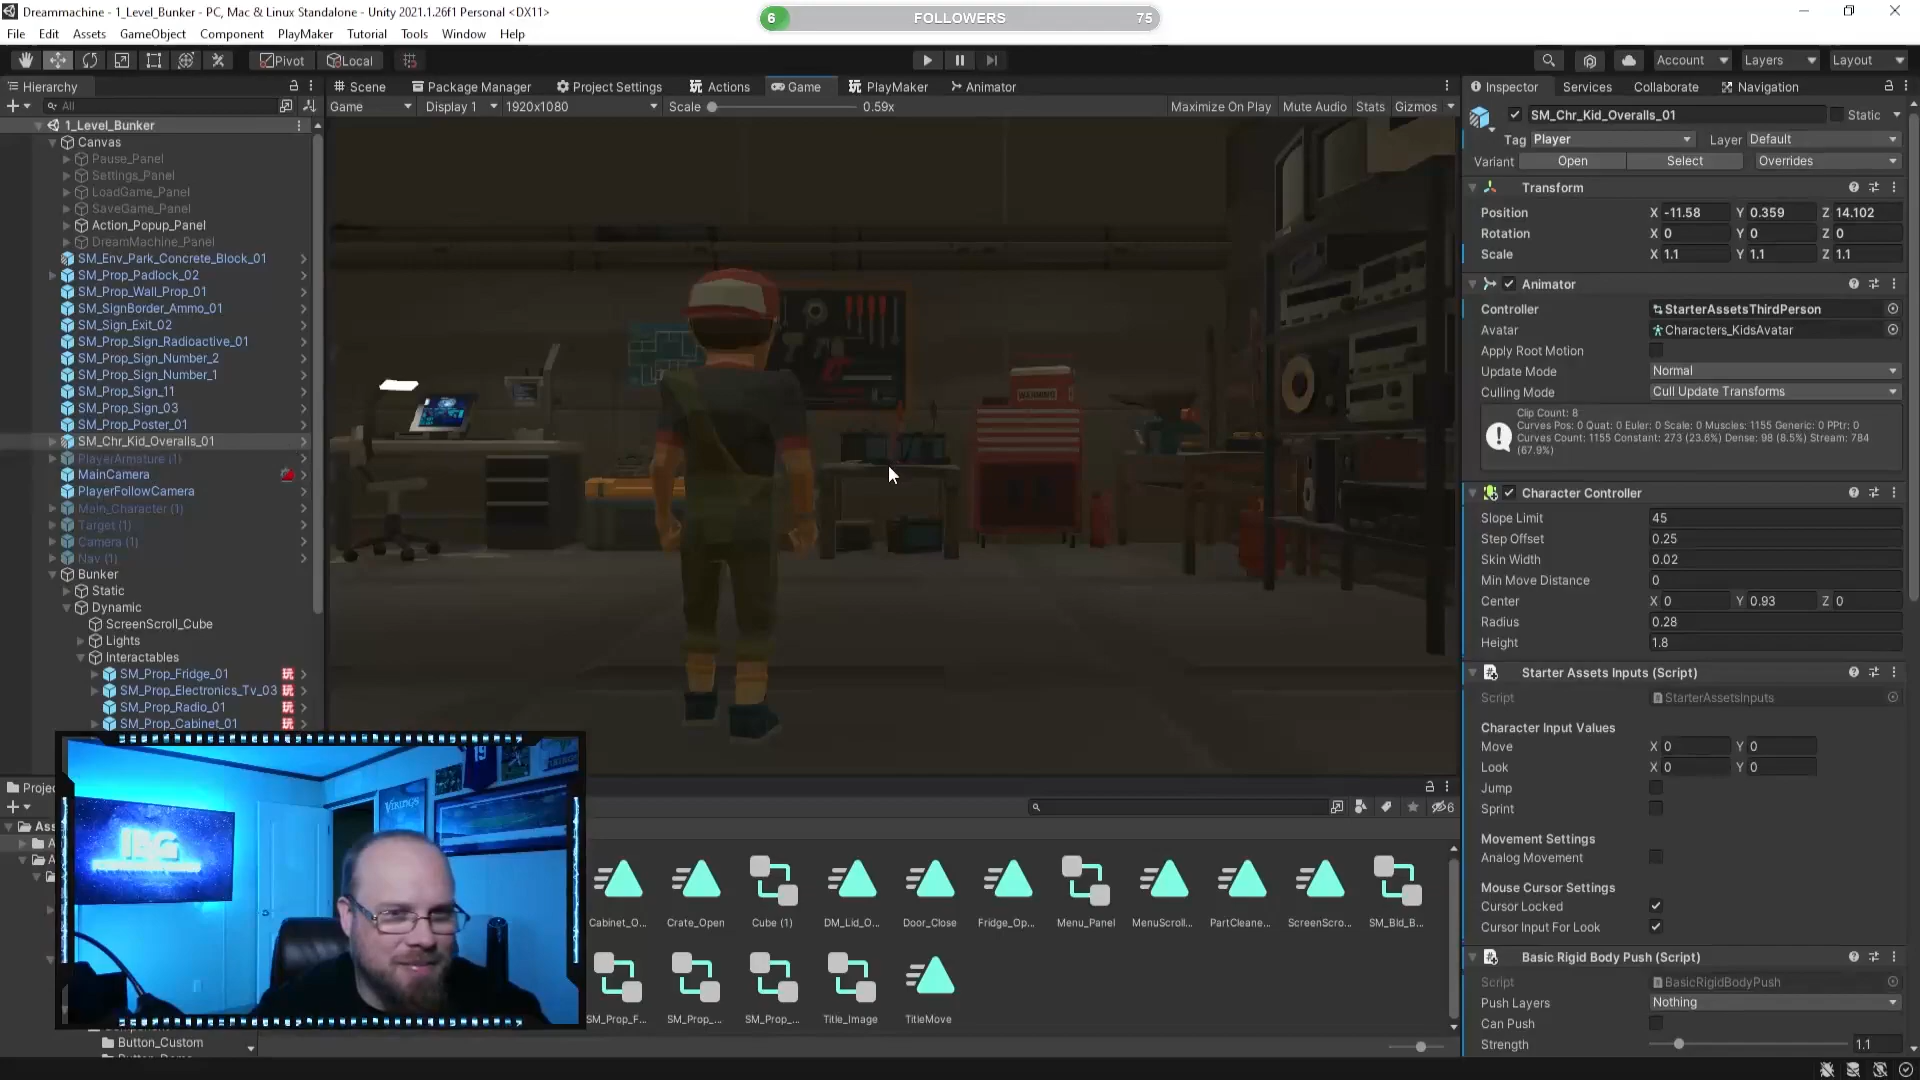 Dreammachine - 1_Level_Bunker - PC, Mac & Linux Standalone - Unity 2021.1.26f1 Personal <DX11>
6 FOLLOWERS 75
File Edit Assets GameObject Component PlayMaker Tutorial Tools Window Help
Pivot Local
Account Layers Layout
Hierarchy
All
1_Level_Bunker
Canvas
Pause_Panel
Settings_Panel
LoadGame_Panel
SaveGame_Panel
Action_Popup_Panel
DreamMachine_Panel
SM_Env_Park_Concrete_Block_01
SM_Prop_Padlock_02
SM_Prop_Wall_Prop_01
SM_SignBorder_Ammo_01
SM_Sign_Exit_02
SM_Prop_Sign_Radioactive_01
SM_Prop_Sign_Number_2
SM_Prop_Sign_Number_1
SM_Prop_Sign_11
SM_Prop_Sign_03
SM_Prop_Poster_01
SM_Chr_Kid_Overalls_01
PlayerArmature (1)
MainCamera
PlayerFollowCamera
Main_Character (1)
Target (1)
Camera (1)
Nav (1)
Bunker
Static
Dynamic
ScreenScroll_Cube
Lights
Interactables
SM_Prop_Fridge_01
SM_Prop_Electronics_Tv_03
SM_Prop_Radio_01
SM_Prop_Cabinet_01
Scene Package Manager Project Settings Actions Game PlayMaker Animator
Game Display 1 1920x1080 Scale 0.59x Maximize On Play Mute Audio Stats Gizmos
WARNING
Inspector Services Collaborate Navigation
SM_Chr_Kid_Overalls_01 Static
Tag Player Layer Default
Variant Open Select Overrides
Transform
Position X -11.58 Y 0.359 Z 14.102
Rotation X 0 Y 0 Z 0
Scale X 1.1 Y 1.1 Z 1.1
Animator
Controller StarterAssetsThirdPerson
Avatar Characters_KidsAvatar
Apply Root Motion
Update Mode Normal
Culling Mode Cull Update Transforms
Clip Count: 8
Curves Pos: 0 Quat: 0 Euler: 0 Scale: 0 Muscles: 1155 Generic: 0 PPtr: 0
Curves Count: 1155 Constant: 273 (23.6%) Dense: 98 (8.5%) Stream: 784
(67.9%)
Character Controller
Slope Limit 45
Step Offset 0.25
Skin Width 0.02
Min Move Distance 0
Center X 0 Y 0.93 Z 0
Radius 0.28
Height 1.8
Starter Assets Inputs (Script)
Script StarterAssetsInputs
Character Input Values
Move X 0 Y 0
Look X 0 Y 0
Jump
Sprint
Movement Settings
Analog Movement
Mouse Cursor Settings
Cursor Locked
Cursor Input For Look
Basic Rigid Body Push (Script)
Script BasicRigidBodyPush
Push Layers Nothing
Can Push
Strength 1.1
Projec
Ass
6
Cabinet_O... Crate_Open Cube (1) DM_Lid_O... Door_Close Fridge_Op... Menu_Panel MenuScroll... PartCleane... ScreenScro... SM_Bld_B...
SM_Prop_F... SM_Prop_... SM_Prop_... Title_Image TitleMove
Button_Custom
19
VIKINGS
IBG